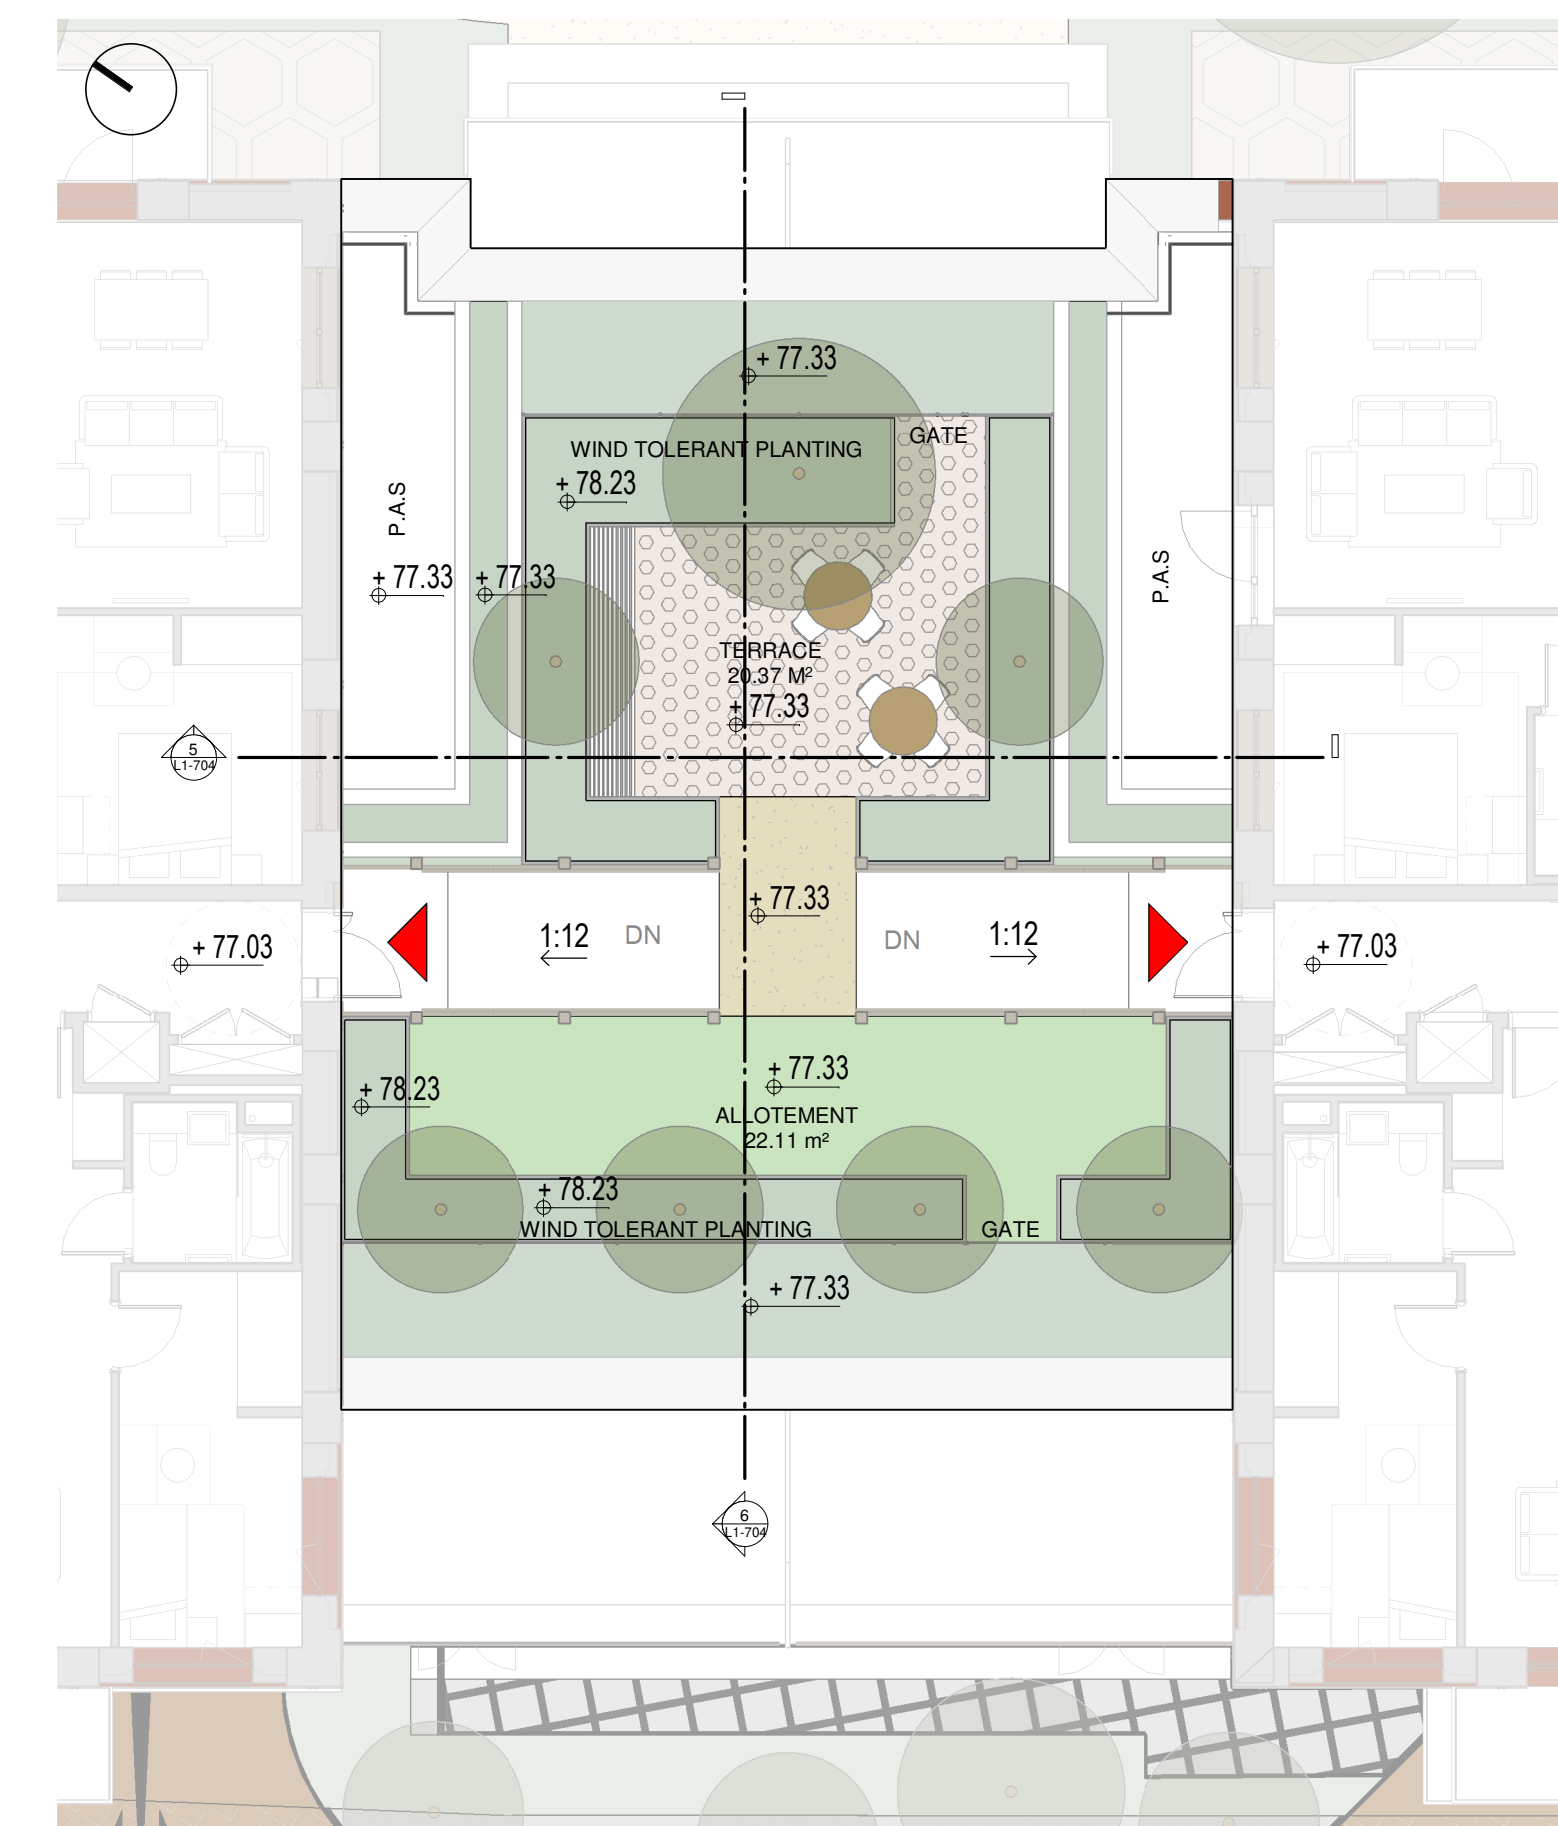 + 77.33
WIND TOLERANT PLANTING
GATE
+ 78.23
P.A.S
P.A.S
+ 77.33
+ 77.33
TERRACE
20.37 M²
+ 77.33
5
L1-704
+ 77.33
1:12
DN
DN
1:12
+ 77.03
+ 77.03
+ 77.33
+ 78.23
ALLOTEMENT
22.11 m²
+ 78.23
WIND TOLERANT PLANTING
GATE
+ 77.33
6
L1-704